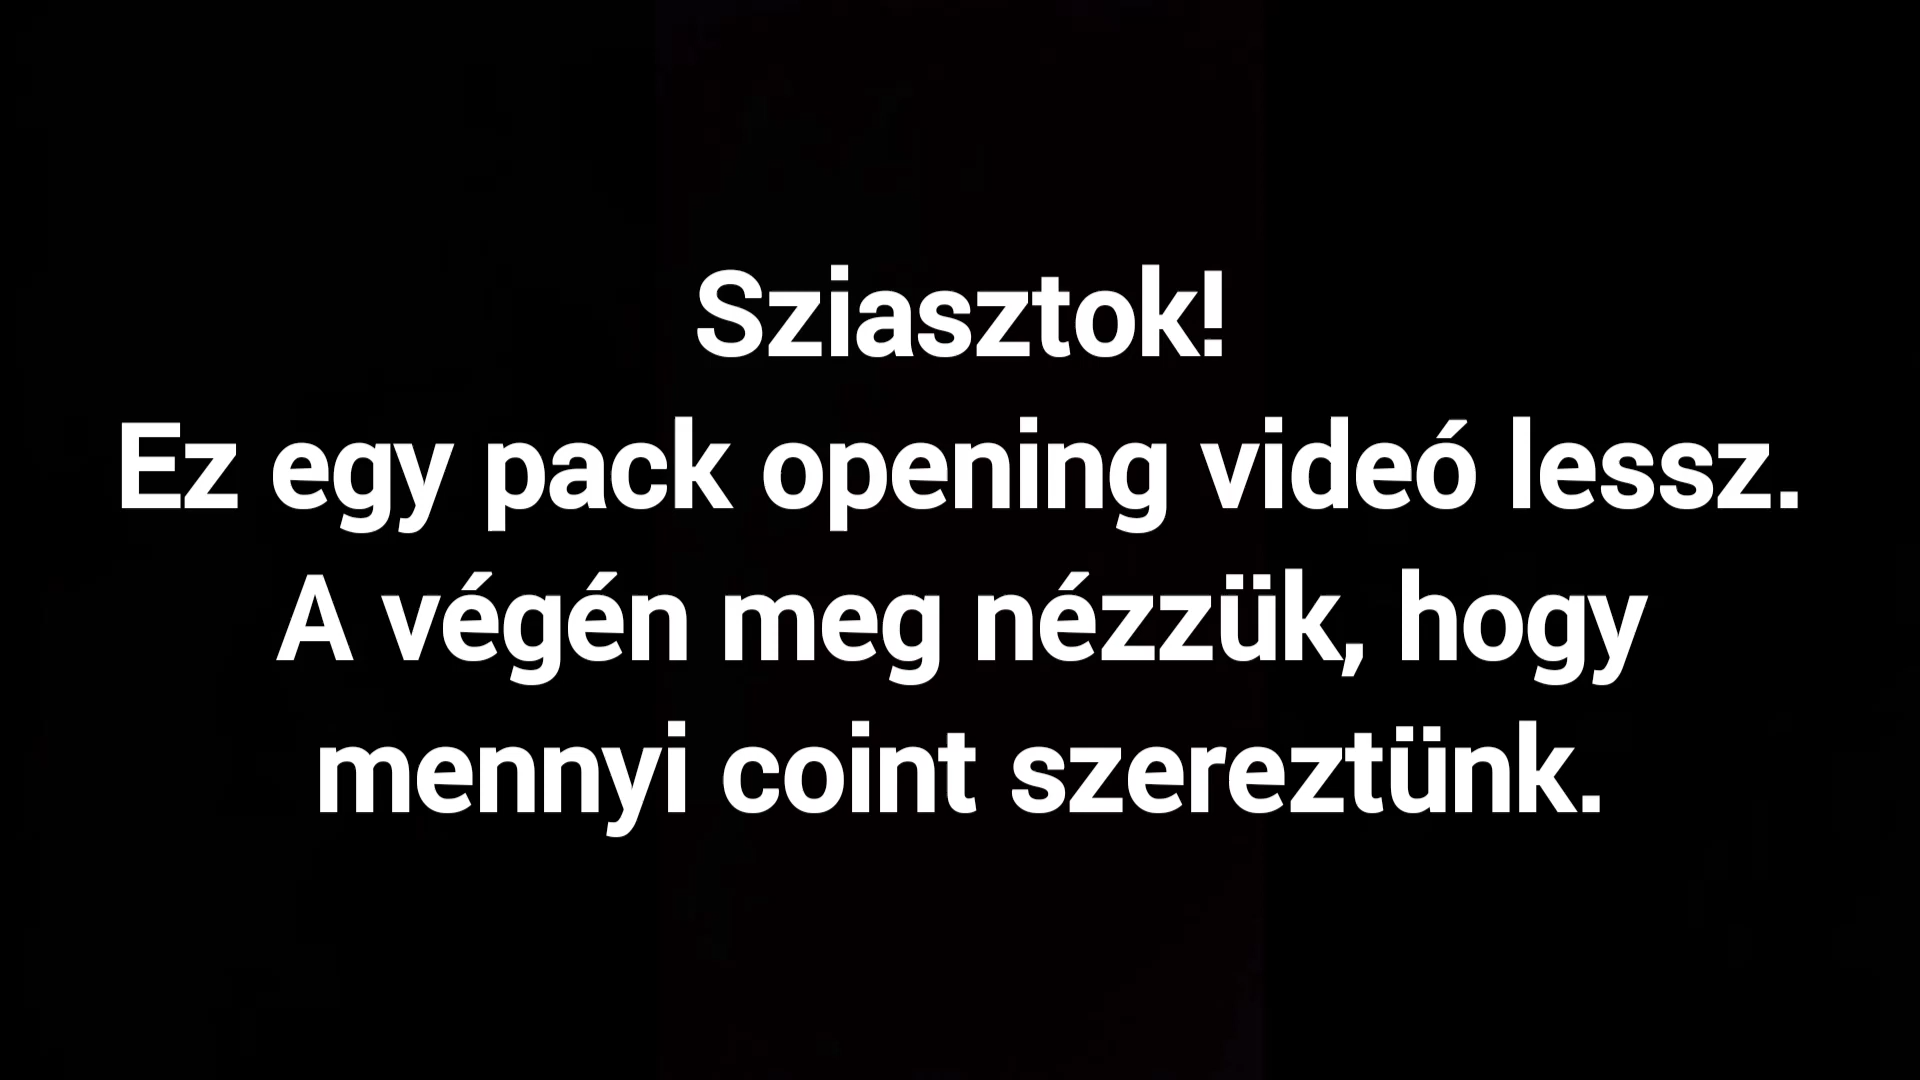 Sziasztok!
Ez egy pack opening videó lessz.
A végén meg nézzük, hogy
mennyi coint szereztünk.